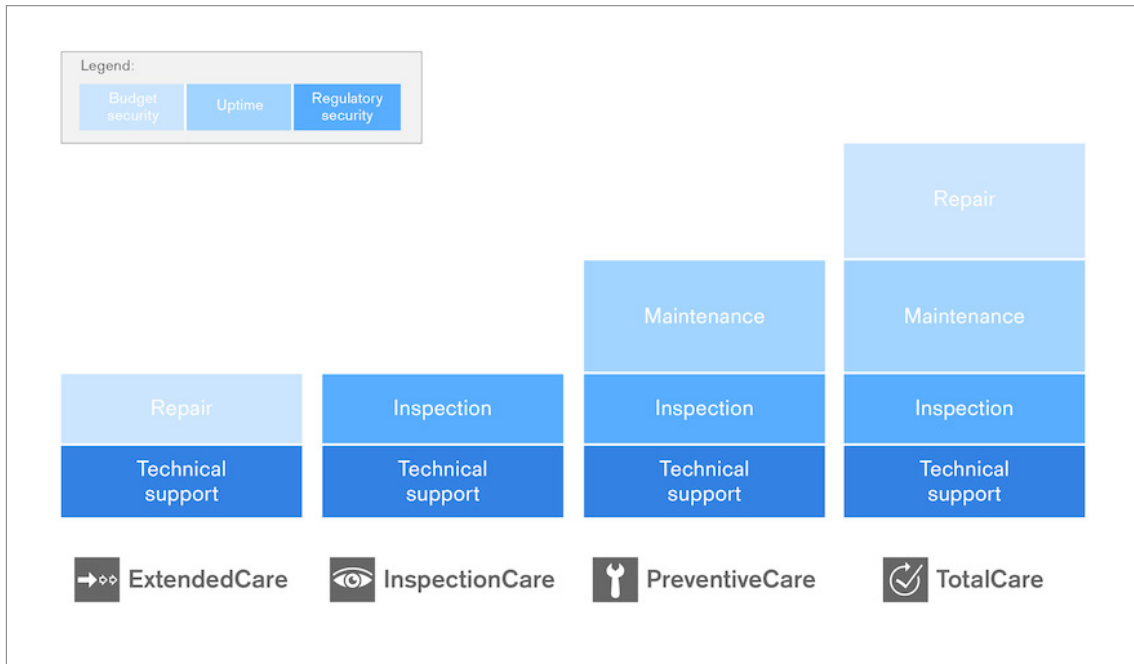 Legend:
Budget
security
Uptime
Regulatory
security
Repair
Maintenance
Maintenance
Repair
Inspection
Inspection
Inspection
Technical
support
Technical
support
Technical
support
Technical
support
ExtendedCare
InspectionCare
PreventiveCare
TotalCare